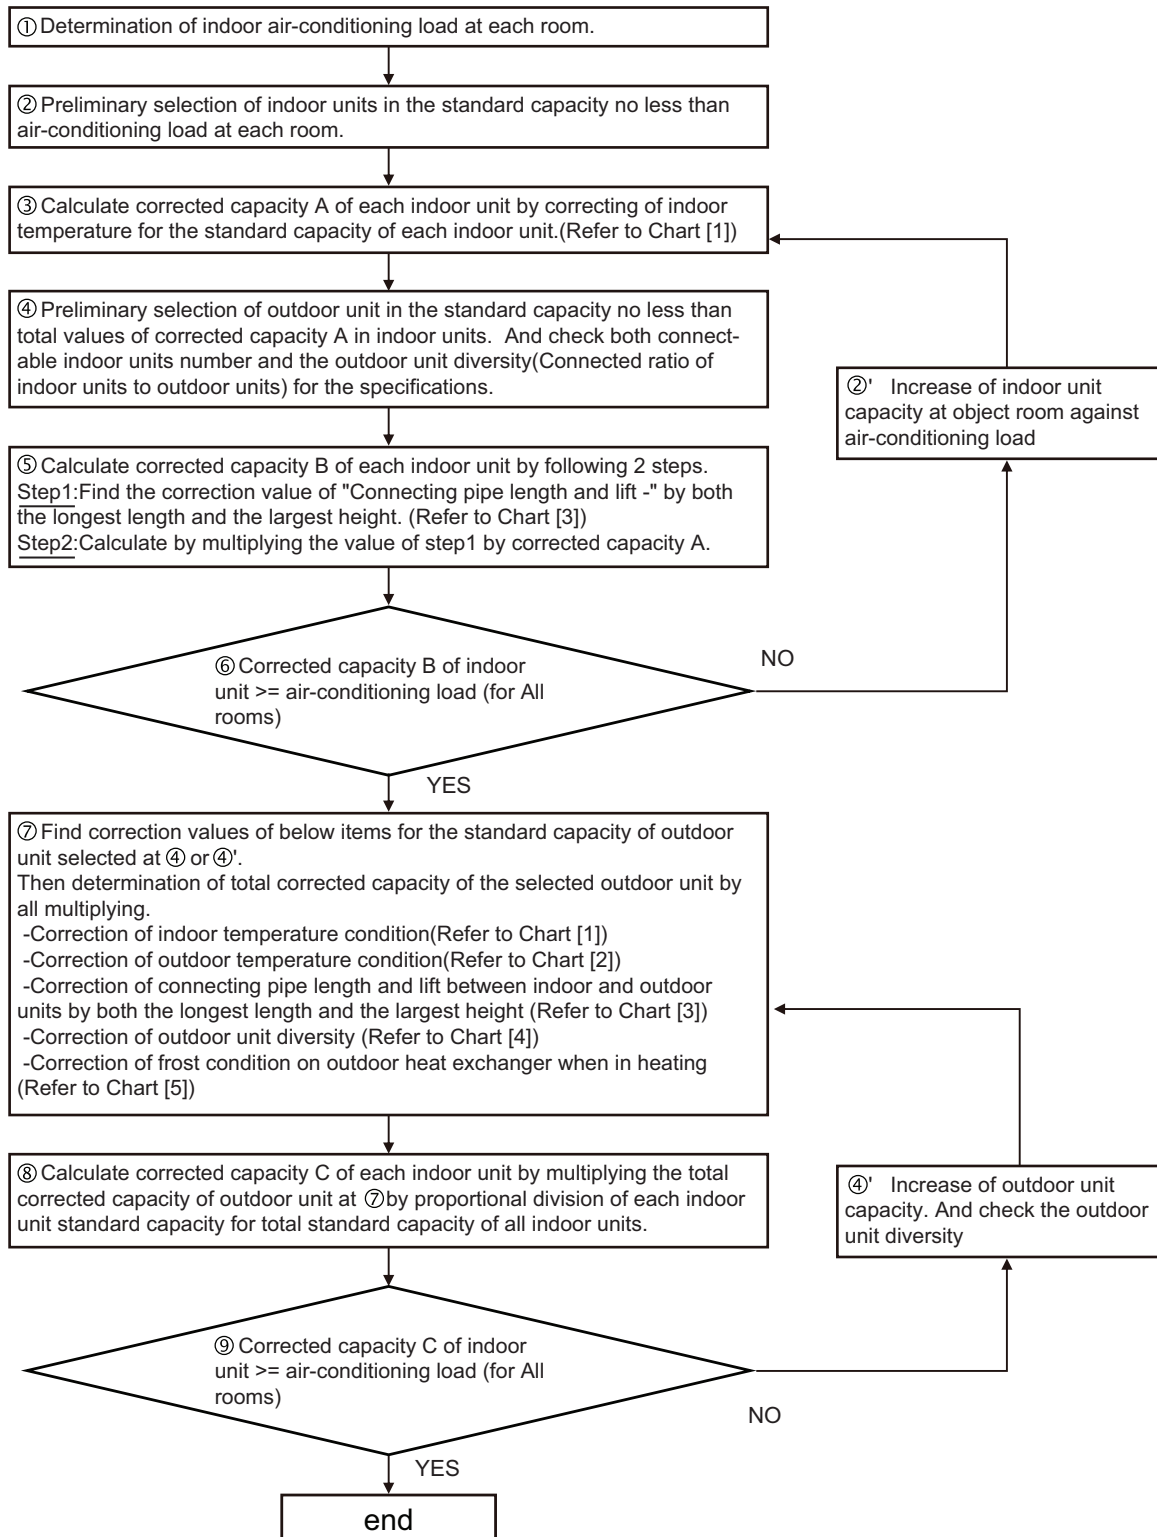 ①Determination of indoor air-conditioning load at each room.
②Preliminary selection of indoor units in the standard capacity no less than
air-conditioning load at each room.
③Calculate corrected capacity A of each indoor unit by correcting of indoor
temperature for the standard capacity of each indoor unit.(Refer to Chart [1])
④Preliminary selection of outdoor unit in the standard capacity no less than
total values of corrected capacity A in indoor units.  And check both connect-
able indoor units number and the outdoor unit diversity(Connected ratio of
indoor units to outdoor units) for the specifications.
②'   Increase of indoor unit
capacity at object room against
air-conditioning load
⑤Calculate corrected capacity B of each indoor unit by following 2 steps.
Step1:Find the correction value of "Connecting pipe length and lift -" by both
the longest length and the largest height. (Refer to Chart [3])
Step2:Calculate by multiplying the value of step1 by corrected capacity A.
⑥Corrected capacity B of indoor
unit >= air-conditioning load (for All
rooms)
NO
YES
⑦Find correction values of below items for the standard capacity of outdoor
unit selected at ④ or ④'.
Then determination of total corrected capacity of the selected outdoor unit by
all multiplying.
-Correction of indoor temperature condition(Refer to Chart [1])
-Correction of outdoor temperature condition(Refer to Chart [2])
-Correction of connecting pipe length and lift between indoor and outdoor
units by both the longest length and the largest height (Refer to Chart [3])
-Correction of outdoor unit diversity (Refer to Chart [4])
-Correction of frost condition on outdoor heat exchanger when in heating
(Refer to Chart [5])
⑧Calculate corrected capacity C of each indoor unit by multiplying the total
corrected capacity of outdoor unit at ⑦by proportional division of each indoor
unit standard capacity for total standard capacity of all indoor units.
④'   Increase of outdoor unit
capacity. And check the outdoor
unit diversity
⑨Corrected capacity C of indoor
unit >= air-conditioning load (for All
rooms)
NO
YES
end